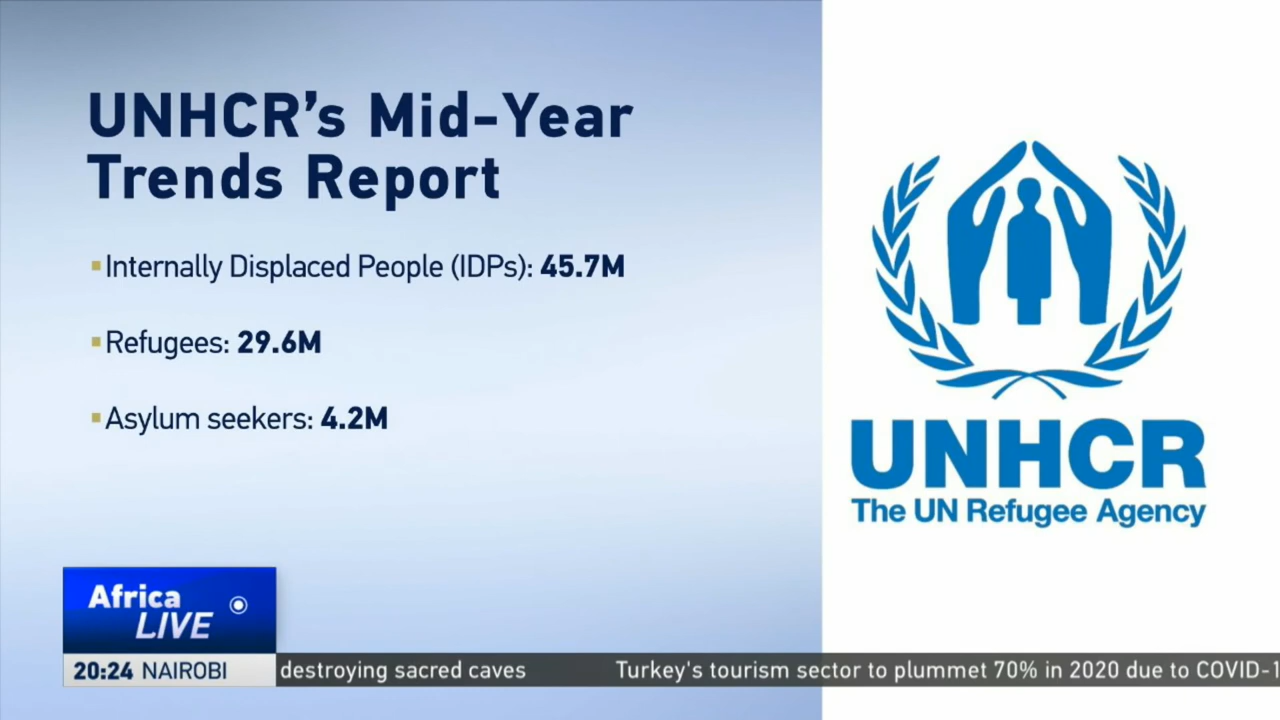 UNHCR's Mid-Year
Trends Report
Internally Displaced People (IDPs): 45.7M
Refugees: 29.6M
Asylum seekers: 4.2M
UNHCR
The UN Refugee Agency
Africa
LIVE
20:24 NAIROBI
destroying sacred caves
Turkey's tourism sector to plummet 70% in 2020 due to COVID-1